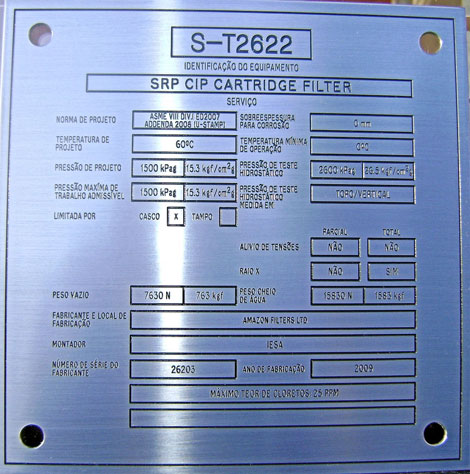 S-T2622
IDENTIFICAÇÃO DO EQUIPAMENTO
SRP CIP CARTRIDGE FILTER
SERVIÇO
NORMA DE PROJETO ASME VIII DIV.I ED2007 ADDENDA 2008 (U-STAMP) SOBREESPESSURA PARA CORROSÃO 0 mm
TEMPERATURA DE PROJETO 60ºC TEMPERATURA MÍNIMA DE OPERAÇÃO 0ºC
PRESSÃO DE PROJETO 1500 kPag 15.3 kgf/cm²g PRESSÃO DE TESTE HIDROSTÁTICO 2600 kPag 26.5 kgf/cm²g
PRESSÃO MAXÍMA DE TRABALHO ADMISSÍVEL 1500 kPag 15.3 kgf/cm²g PRESSÃO DE TESTE HIDROSTÁTICO MEDIDA EM TOPO/VERTICAL
LIMITADA POR CASCO X TAMPO
PARCIAL TOTAL
ALIVIO DE TENSÕES NÃO NÃO
RAIO X NÃO SIM
PESO VAZIO 7630 N 763 kgf PESO CHEIO DE ÁGUA 15630 N 1563 kgf
FABRICANTE E LOCAL DE FABRICAÇÃO AMAZON FILTERS LTD
MONTADOR IESA
NÚMERO DE SÉRIE DO FABRICANTE 26203 ANO DE FABRICAÇÃO 2009
MÁXIMO TEOR DE CLORETOS: 25 PPM